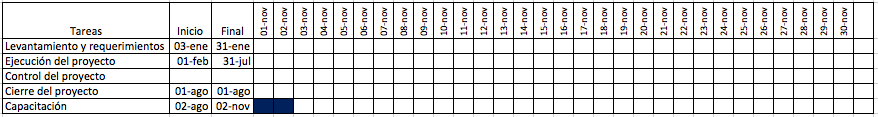 Tareas Inicio Final 01-nov 02-nov 03-nov 04-nov 05-nov 06-nov 07-nov 08-nov 09-nov 10-nov 11-nov 12-nov 13-nov 14-nov 15-nov 16-nov 17-nov 18-nov 19-nov 20-nov 21-nov 22-nov 23-nov 24-nov 25-nov 26-nov 27-nov 28-nov 29-nov 30-nov
Levantamiento y requerimientos 03-ene 31-ene
Ejecución del proyecto 01-feb 31-jul
Control del proyecto
Cierre del proyecto 01-ago 01-ago
Capacitación 02-ago 02-nov